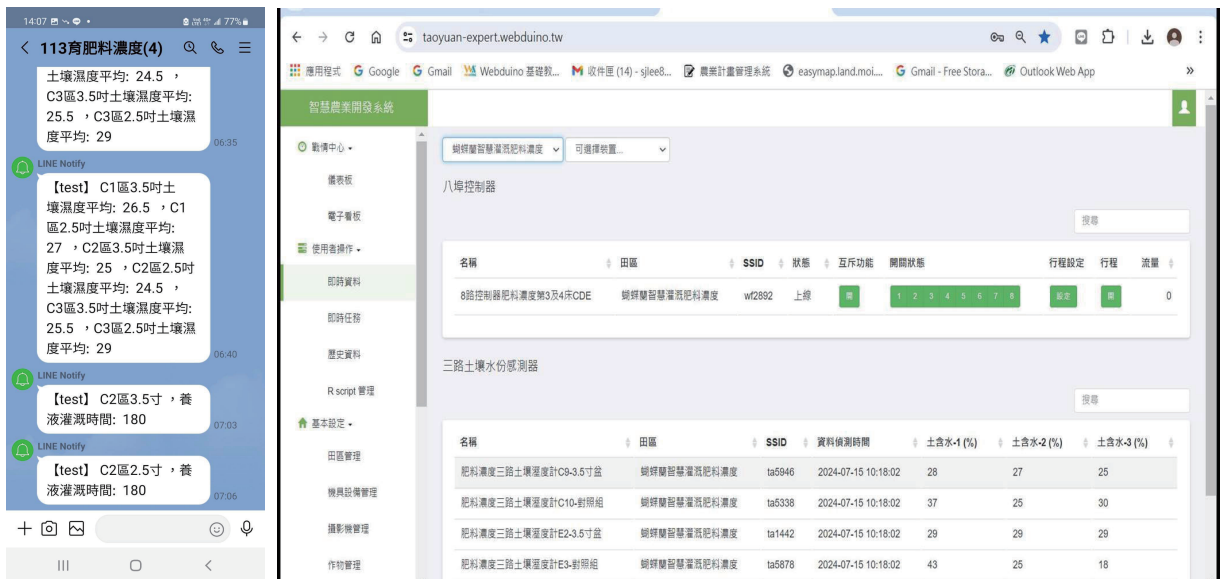 14:07
77%
113育肥料濃度(4)
土壤濕度平均: 24.5 ，
C3區3.5吋土壤濕度平均:
25.5 ，C3區2.5吋土壤濕
度平均: 29
06:35
LINE Notify
【test】 C1區3.5吋土
壤濕度平均: 26.5 ，C1
區2.5吋土壤濕度平均:
27 ，C2區3.5吋土壤濕
度平均: 25 ，C2區2.5吋
土壤濕度平均: 24.5 ，
C3區3.5吋土壤濕度平均:
25.5 ，C3區2.5吋土壤濕
度平均: 29
06:40
LINE Notify
【test】 C2區3.5寸 ，養
液灌溉時間: 180
07:03
LINE Notify
【test】 C2區2.5寸 ，養
液灌溉時間: 180
07:06
taoyuan-expert.webduino.tw
應用程式 Google Gmail Webduino 基礎教... 收件匣 (14) - sjlee8... 農業計畫管理系統 easymap.land.moi.... Gmail - Free Stora... Outlook Web App
智慧農業開發系統
戰情中心
儀表板
電子看板
使用者操作
即時資料
即時任務
歷史資料
R script 管理
基本設定
田區管理
機具設備管理
攝影機管理
作物管理
蝴蝶蘭智慧灌溉肥料濃度 可選擇裝置...
八埠控制器
搜尋
名稱 田區 SSID 狀態 互斥功能 開關狀態 行程設定 行程 流量
8路控制器肥料濃度第3及4床CDE 蝴蝶蘭智慧灌溉肥料濃度 wf2892 上線 開 1 2 3 4 5 6 7 8 設定 開 0
三路土壤水份感測器
搜尋
名稱 田區 SSID 資料偵測時間 土含水-1 (%) 土含水-2 (%) 土含水-3 (%)
肥料濃度三路土壤溼度計C9-3.5寸盆 蝴蝶蘭智慧灌溉肥料濃度 ta5946 2024-07-15 10:18:02 28 27 25
肥料濃度三路土壤溼度計C10-對照組 蝴蝶蘭智慧灌溉肥料濃度 ta5338 2024-07-15 10:18:02 37 25 30
肥料濃度三路土壤溼度計E2-3.5寸盆 蝴蝶蘭智慧灌溉肥料濃度 ta1442 2024-07-15 10:18:02 29 29 29
肥料濃度三路土壤溼度計E3-對照組 蝴蝶蘭智慧灌溉肥料濃度 ta5878 2024-07-15 10:18:02 43 25 18